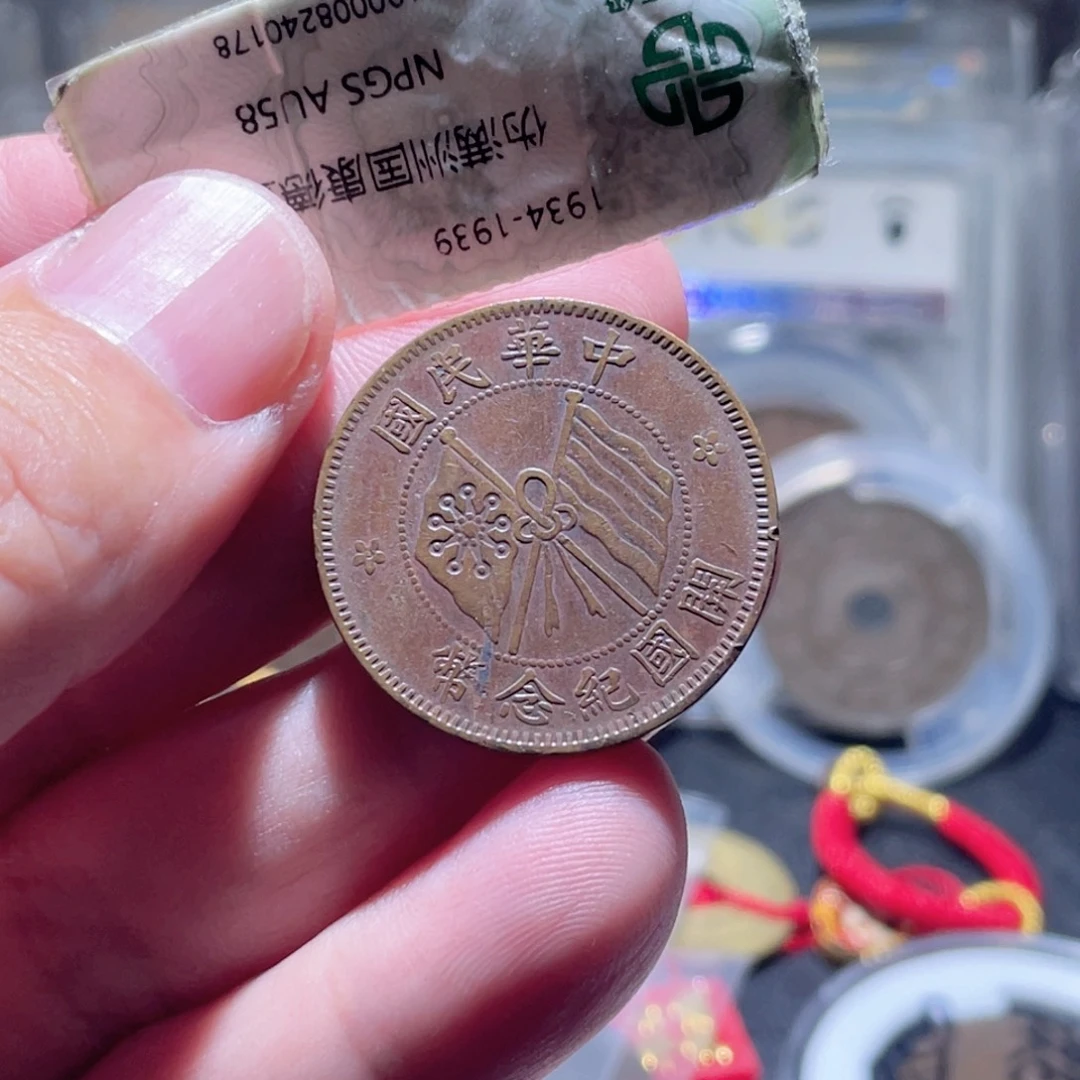 1934-1939
伪满洲国康德
NPGS AU58
0008240178
中華民國
開國紀念幣